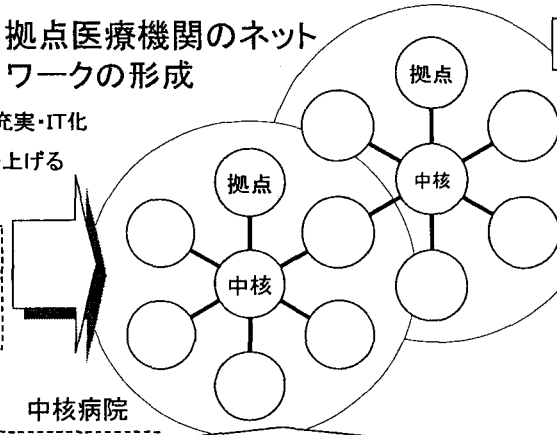 拠点医療機関のネット
ワークの形成
充実・IT化
上げる
拠点
中核
拠点
中核
中核病院